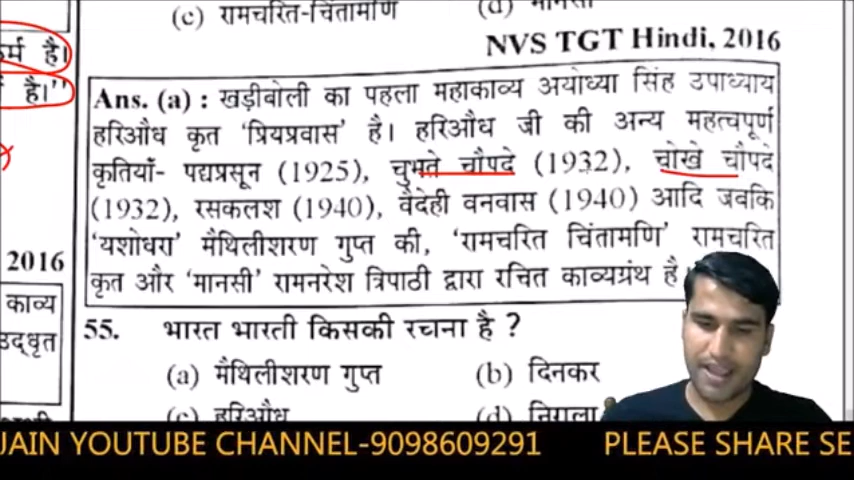 (c) रामचरित-चिंतामणि
(d) मानसी
NVS TGT Hindi, 2016
र्म है।
है।"
Ans. (a) : खड़ीबोली का पहला महाकाव्य अयोध्या सिंह उपाध्याय
हरिऔध कृत 'प्रियप्रवास' है। हरिऔध जी की अन्य महत्वपूर्ण
कृतियाँ- पद्यप्रसून (1925), चुभते चौपदे (1932), चोखे चौपदे
(1932), रसकलश (1940), वैदेही वनवास (1940) आदि जबकि
'यशोधरा' मैथिलीशरण गुप्त की, 'रामचरित चिंतामणि' रामचरित
कृत और 'मानसी' रामनरेश त्रिपाठी द्वारा रचित काव्यग्रंथ है
2016
काव्य
उद्धृत
55. भारत भारती किसकी रचना है ?
(a) मैथिलीशरण गुप्त
(b) दिनकर
(c) हरिऔध
(d) निराला
JAIN YOUTUBE CHANNEL-9098609291 PLEASE SHARE SE